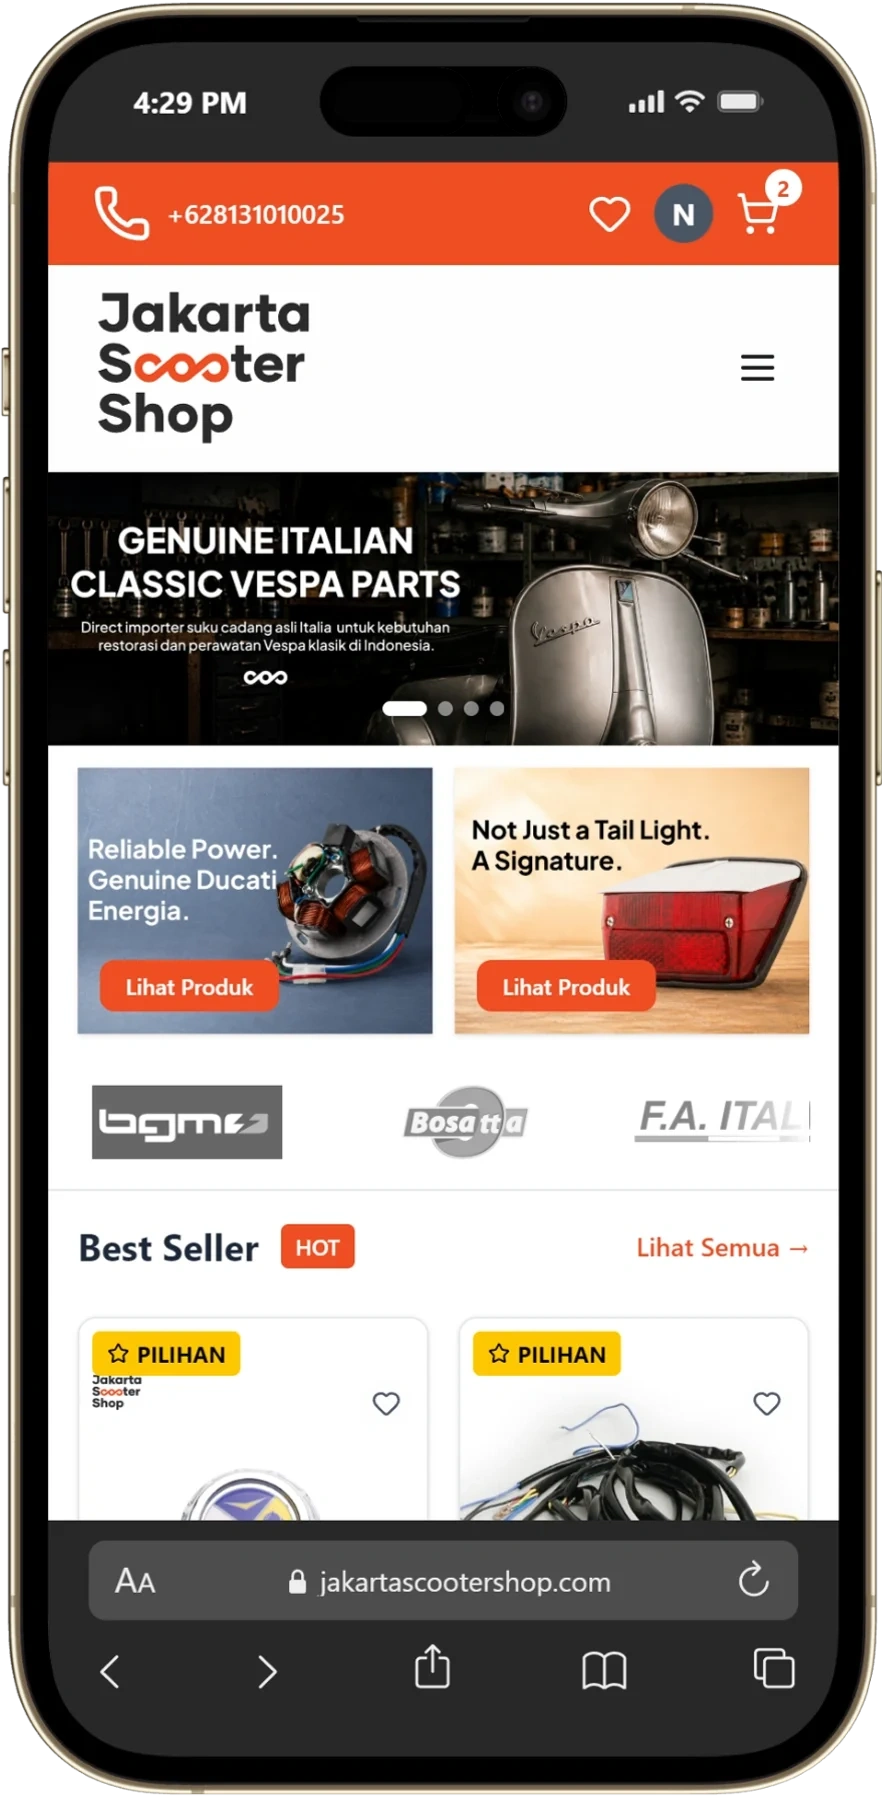 4:29 PM
+628131010025
N
2
Jakarta
Scooter
Shop
GENUINE ITALIAN
CLASSIC VESPA PARTS
Direct importer suku cadang asli Italia untuk kebutuhan
restorasi dan perawatan Vespa klasik di Indonesia.
Vespa
Reliable Power.
Genuine Ducati
Energia.
Lihat Produk
Not Just a Tail Light.
A Signature.
Lihat Produk
bgm
Bosatta
F.A. ITAL
Best Seller
HOT
Lihat Semua →
PILIHAN
PILIHAN
Jakarta
Scooter
Shop
AA
jakartascootershop.com